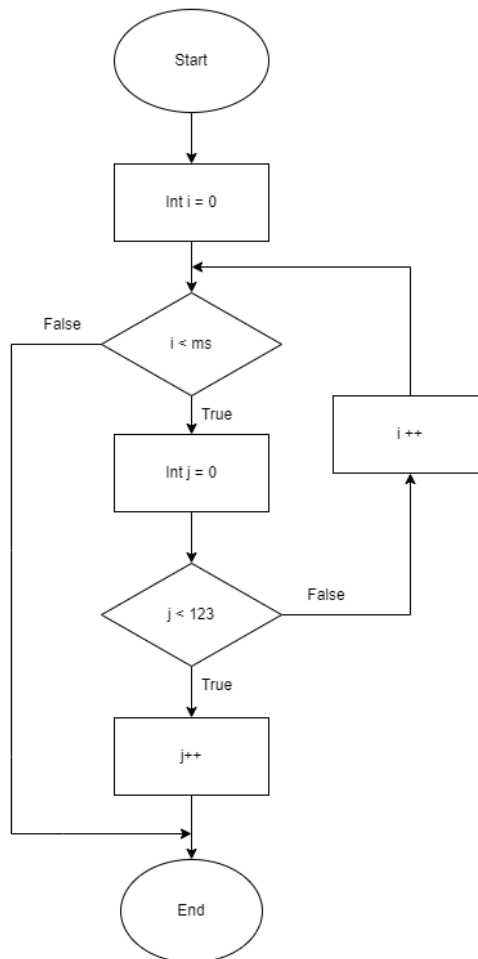 Start
Int i = 0
False
i < ms
True
i ++
Int j = 0
j < 123
False
True
j++
End